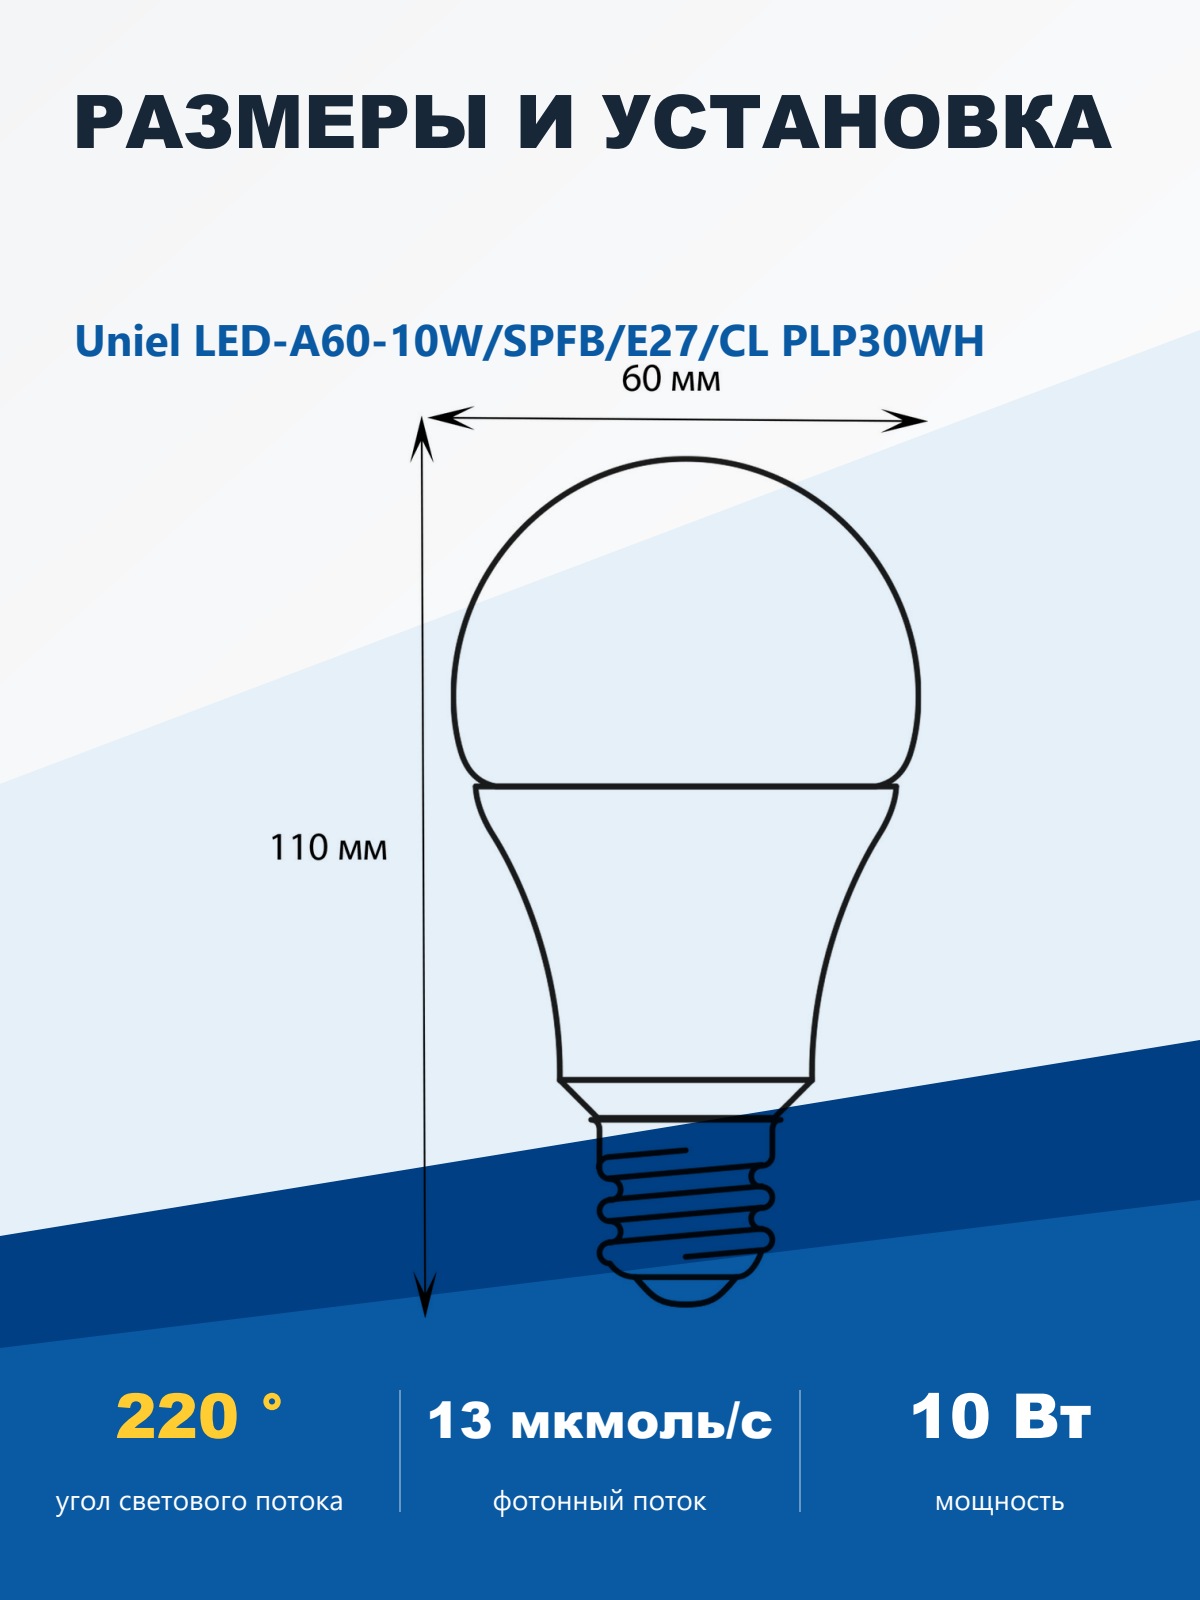 РАЗМЕРЫ И УСТАНОВКА
Uniel LED-A60-10W/SPFB/E27/CL PLP30WH
60 мм
110 мм
220 °
13 мкмоль/с
10 Вт
угол светового потока
фотонный поток
мощность